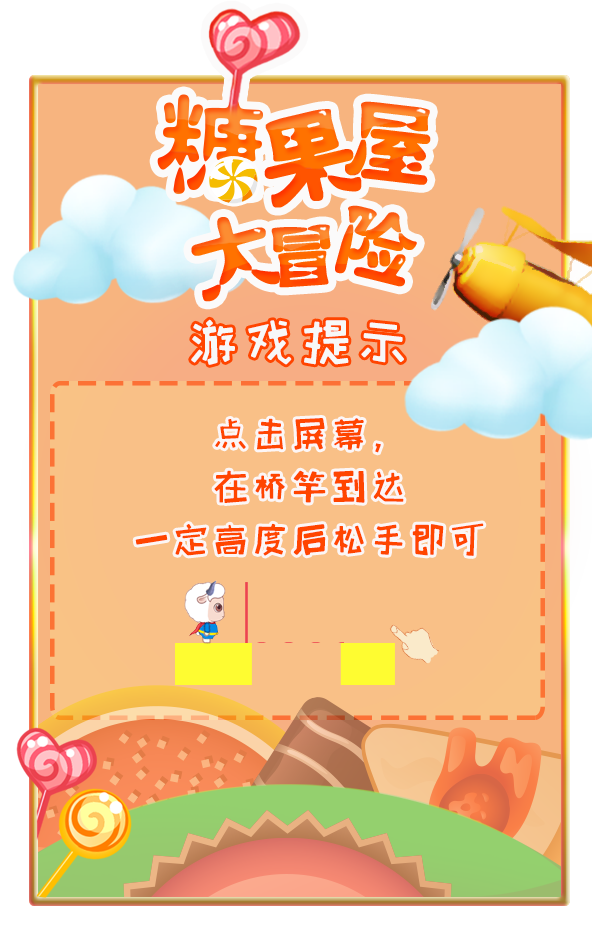 糖果屋
大冒险
游戏提示
点击屏幕,
在桥竿到达
一定高度后松手即可